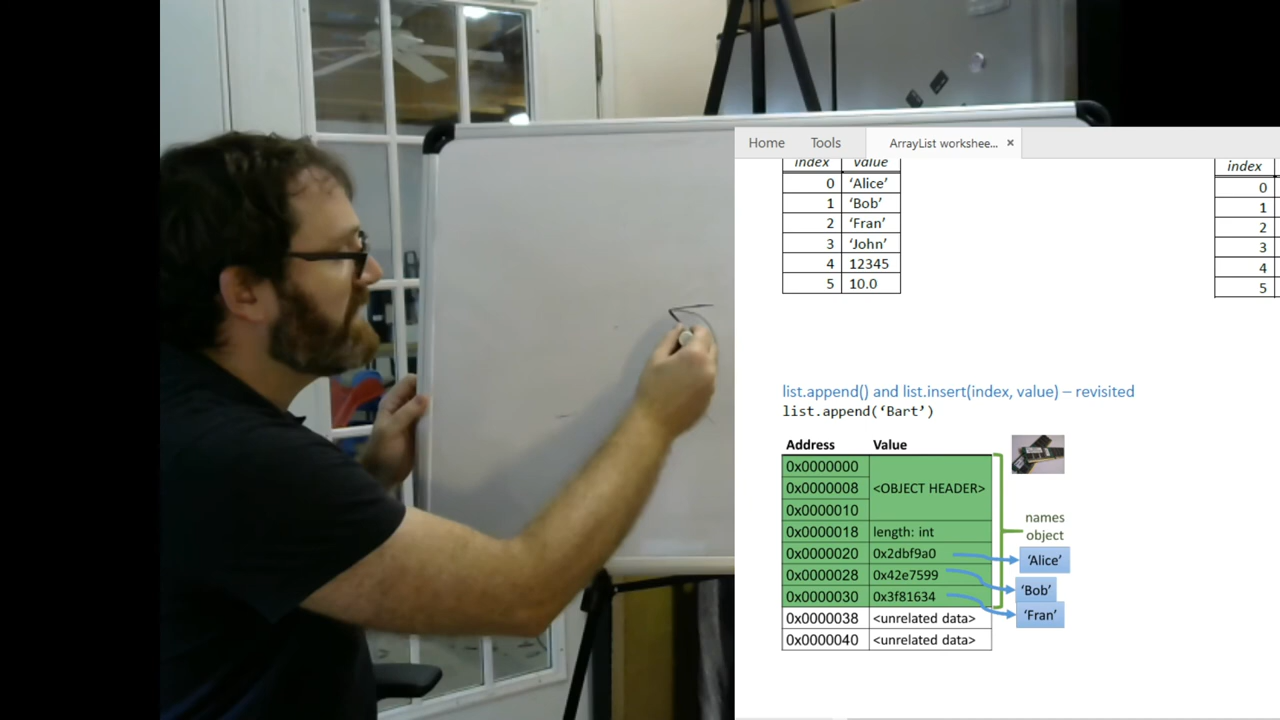 Home Tools ArrayList workshee... ×
index value
0 'Alice'
1 'Bob'
2 'Fran'
3 'John'
4 12345
5 10.0
index
0
1
2
3
4
5
list.append() and list.insert(index, value) – revisited
list.append('Bart')
Address Value
0x0000000
0x0000008 <OBJECT HEADER>
0x0000010
0x0000018 length: int
0x0000020 0x2dbf9a0
0x0000028 0x42e7599
0x0000030 0x3f81634
0x0000038 <unrelated data>
0x0000040 <unrelated data>
names
object
'Alice'
'Bob'
'Fran'